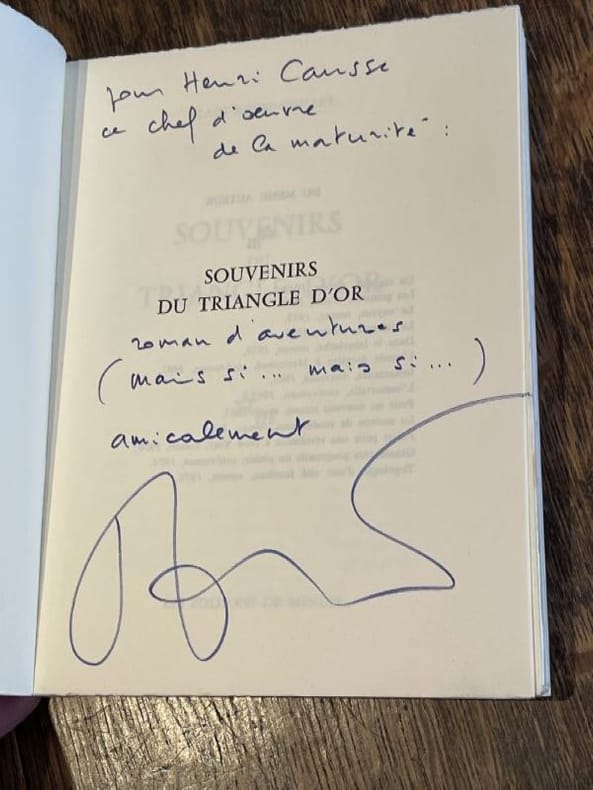 pour Henri Causse
ce chef d'œuvre
de la maturité :
SOUVENIRS
DU TRIANGLE D'OR
roman d'aventures
(mais si... mais si...)
amicalement